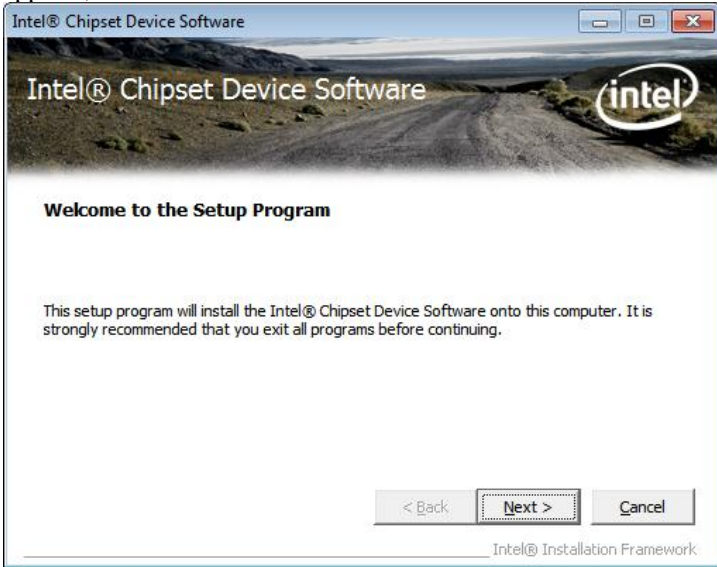 Intel® Chipset Device Software
Intel® Chipset Device Software
intel
Welcome to the Setup Program
This setup program will install the Intel® Chipset Device Software onto this computer. It is
strongly recommended that you exit all programs before continuing.
< Back Next > Cancel
Intel® Installation Framework